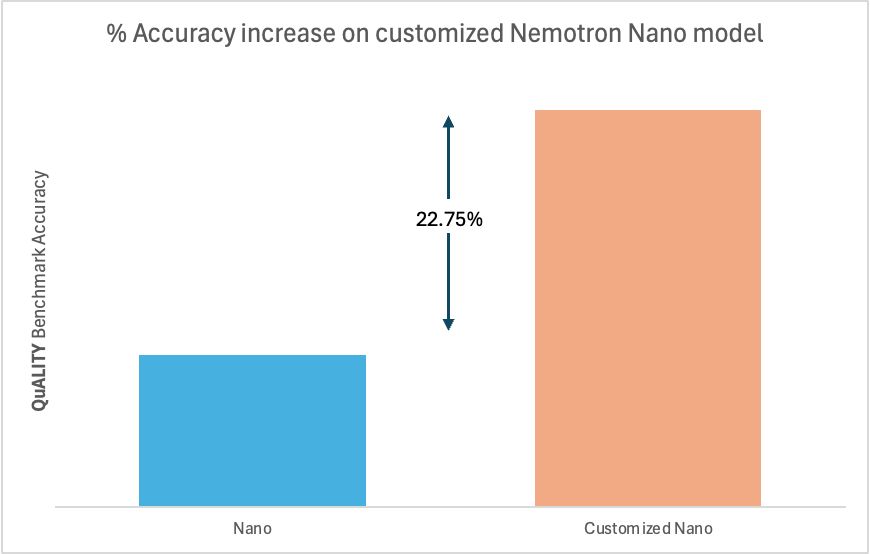 % Accuracy increase on customized Nemotron Nano model
QuALITY Benchmark Accuracy
22.75%
Nano
Customized Nano